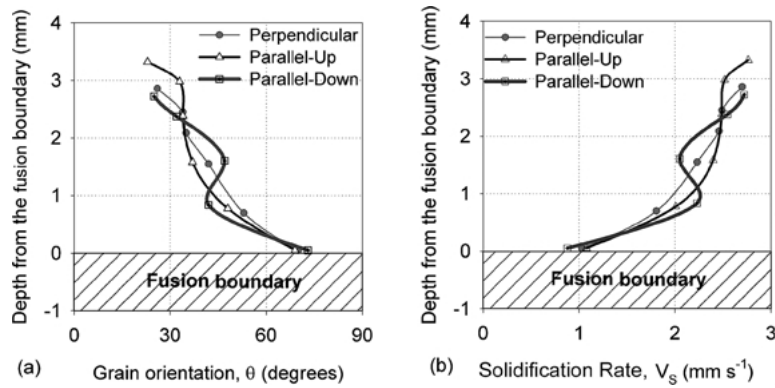 Depth from the fusion boundary (mm)
4
3
2
1
0
-1
Perpendicular
Parallel-Up
Parallel-Down
Fusion boundary
0
30
60
90
(a)
Grain orientation, θ (degrees)
Depth from the fusion boundary (mm)
4
3
2
1
0
-1
Perpendicular
Parallel-Up
Parallel-Down
Fusion boundary
0
1
2
3
(b)
Solidification Rate, V_S (mm s⁻¹)